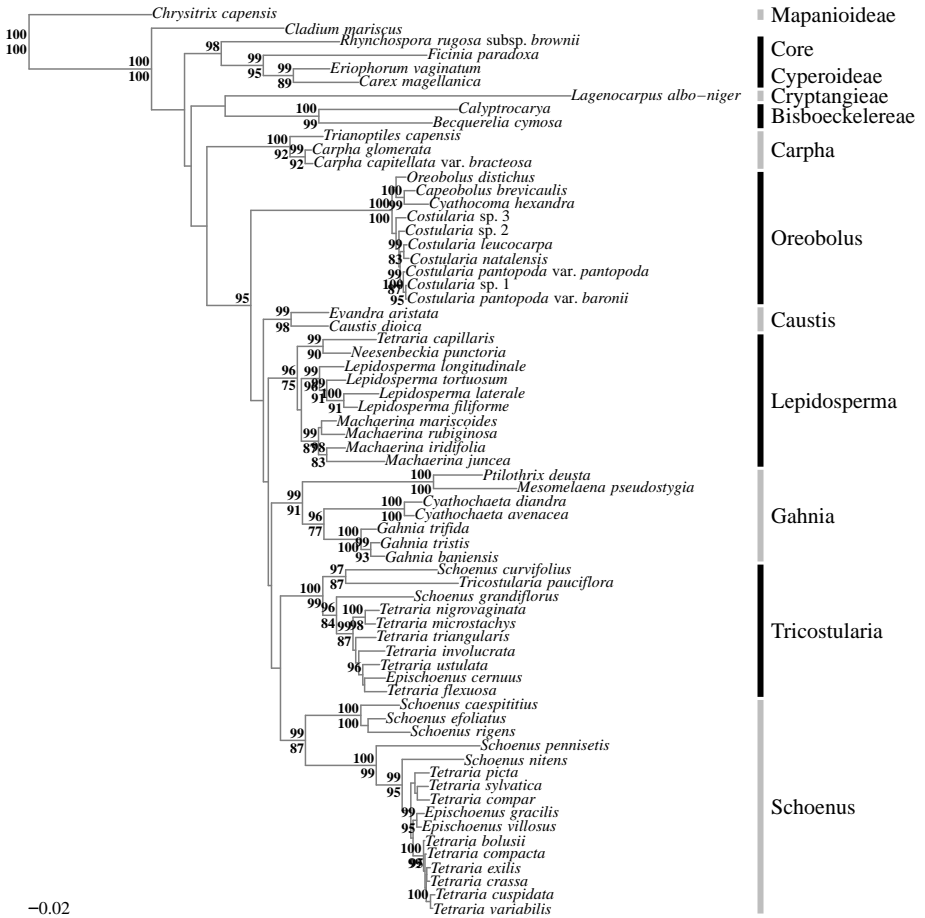 Chrysitrix capensis
Mapanioideae
100
100
Cladium mariscus
100
100
Rhynchospora rugosa subsp. brownii
98
Core
Ficinia paradoxa
99
95
Eriophorum vaginatum
99
89
Carex magellanica
Cyperoideae
Lagenocarpus albo−niger
Cryptangieae
Calyptrocarya
100
99
Becquerelia cymosa
Bisboeckelereae
Trianoptiles capensis
100
92
Carpha glomerata
99
92
Carpha capitellata var. bracteosa
Carpha
Oreobolus distichus
Capeobolus brevicaulis
100
99
Cyathocoma hexandra
100
100
Costularia sp. 3
Costularia sp. 2
Costularia leucocarpa
99
83
Costularia natalensis
Costularia pantopoda var. pantopoda
99
87
Costularia sp. 1
100
95
Costularia pantopoda var. baronii
Oreobolus
95
Evandra aristata
99
98
Caustis dioica
Caustis
Tetraria capillaris
99
90
Neesenbeckia punctoria
96
75
Lepidosperma longitudinale
99
98
Lepidosperma tortuosum
99
91
Lepidosperma laterale
100
91
Lepidosperma filiforme
Lepidosperma
Machaerina mariscoides
Machaerina rubiginosa
99
87
Machaerina iridifolia
98
83
Machaerina juncea
Ptilothrix deusta
100
100
Mesomelaena pseudostygia
99
91
Cyathochaeta diandra
100
100
Cyathochaeta avenacea
96
77
Gahnia trifida
100
100
Gahnia tristis
99
93
Gahnia baniensis
Gahnia
Schoenus curvifolius
97
87
Tricostularia pauciflora
100
99
Schoenus grandiflorus
96
84
Tetraria nigrovaginata
100
98
Tetraria microstachys
99
87
Tetraria triangularis
Tetraria involucrata
96
Tetraria ustulata
Epischoenus cernuus
Tetraria flexuosa
Tricostularia
Schoenus caespititius
100
100
Schoenus efoliatus
Schoenus rigens
99
87
Schoenus pennisetis
100
99
Schoenus nitens
99
95
Tetraria picta
Tetraria sylvatica
Tetraria compar
Epischoenus gracilis
99
95
Epischoenus villosus
Tetraria bolusii
100
Tetraria compacta
99
Tetraria exilis
Tetraria crassa
Tetraria cuspidata
100
Tetraria variabilis
Schoenus
−0.02